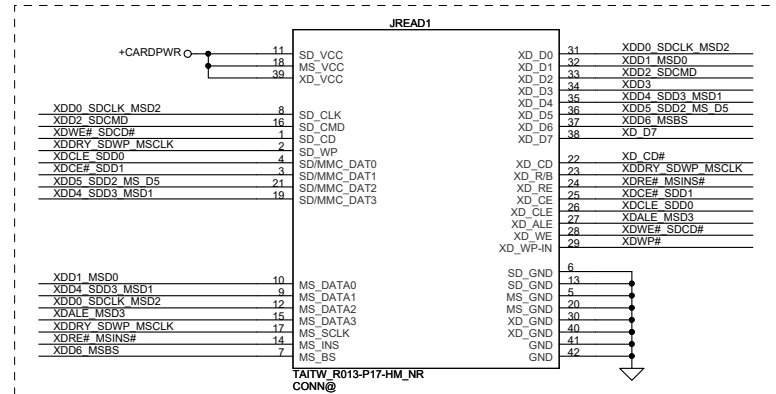 JREAD1
+CARDPWR
11 SD_VCC
18 MS_VCC
39 XD_VCC
XDD0_SDCLK_MSD2 8 SD_CLK
XDD2_SDCMD 16 SD_CMD
XDWE#_SDCD# 1 SD_CD
XDDRY_SDWP_MSCLK 2 SD_WP
XDCLE_SDD0 4 SD/MMC_DAT0
XDCE#_SDD1 3 SD/MMC_DAT1
XDD5_SDD2_MS_D5 21 SD/MMC_DAT2
XDD4_SDD3_MSD1 19 SD/MMC_DAT3
XDD1_MSD0 10 MS_DATA0
XDD4_SDD3_MSD1 9 MS_DATA1
XDD0_SDCLK_MSD2 12 MS_DATA2
XDALE_MSD3 15 MS_DATA3
XDDRY_SDWP_MSCLK 17 MS_SCLK
XDRE#_MSINS# 14 MS_INS
XDD6_MSBS 7 MS_BS
XD_D0 31 XDD0_SDCLK_MSD2
XD_D1 32 XDD1_MSD0
XD_D2 33 XDD2_SDCMD
XD_D3 34 XDD3
XD_D4 35 XDD4_SDD3_MSD1
XD_D5 36 XDD5_SDD2_MS_D5
XD_D6 37 XDD6_MSBS
XD_D7 38 XD_D7
XD_CD 22 XD_CD#
XD_R/B 23 XDDRY_SDWP_MSCLK
XD_RE 24 XDRE#_MSINS#
XD_CE 25 XDCE#_SDD1
XD_CLE 26 XDCLE_SDD0
XD_ALE 27 XDALE_MSD3
XD_WE 28 XDWE#_SDCD#
XD_WP-IN 29 XDWP#
SD_GND 6
SD_GND 13
MS_GND 5
MS_GND 20
XD_GND 30
XD_GND 40
GND 41
GND 42
TAITW_R013-P17-HM_NR
CONN@